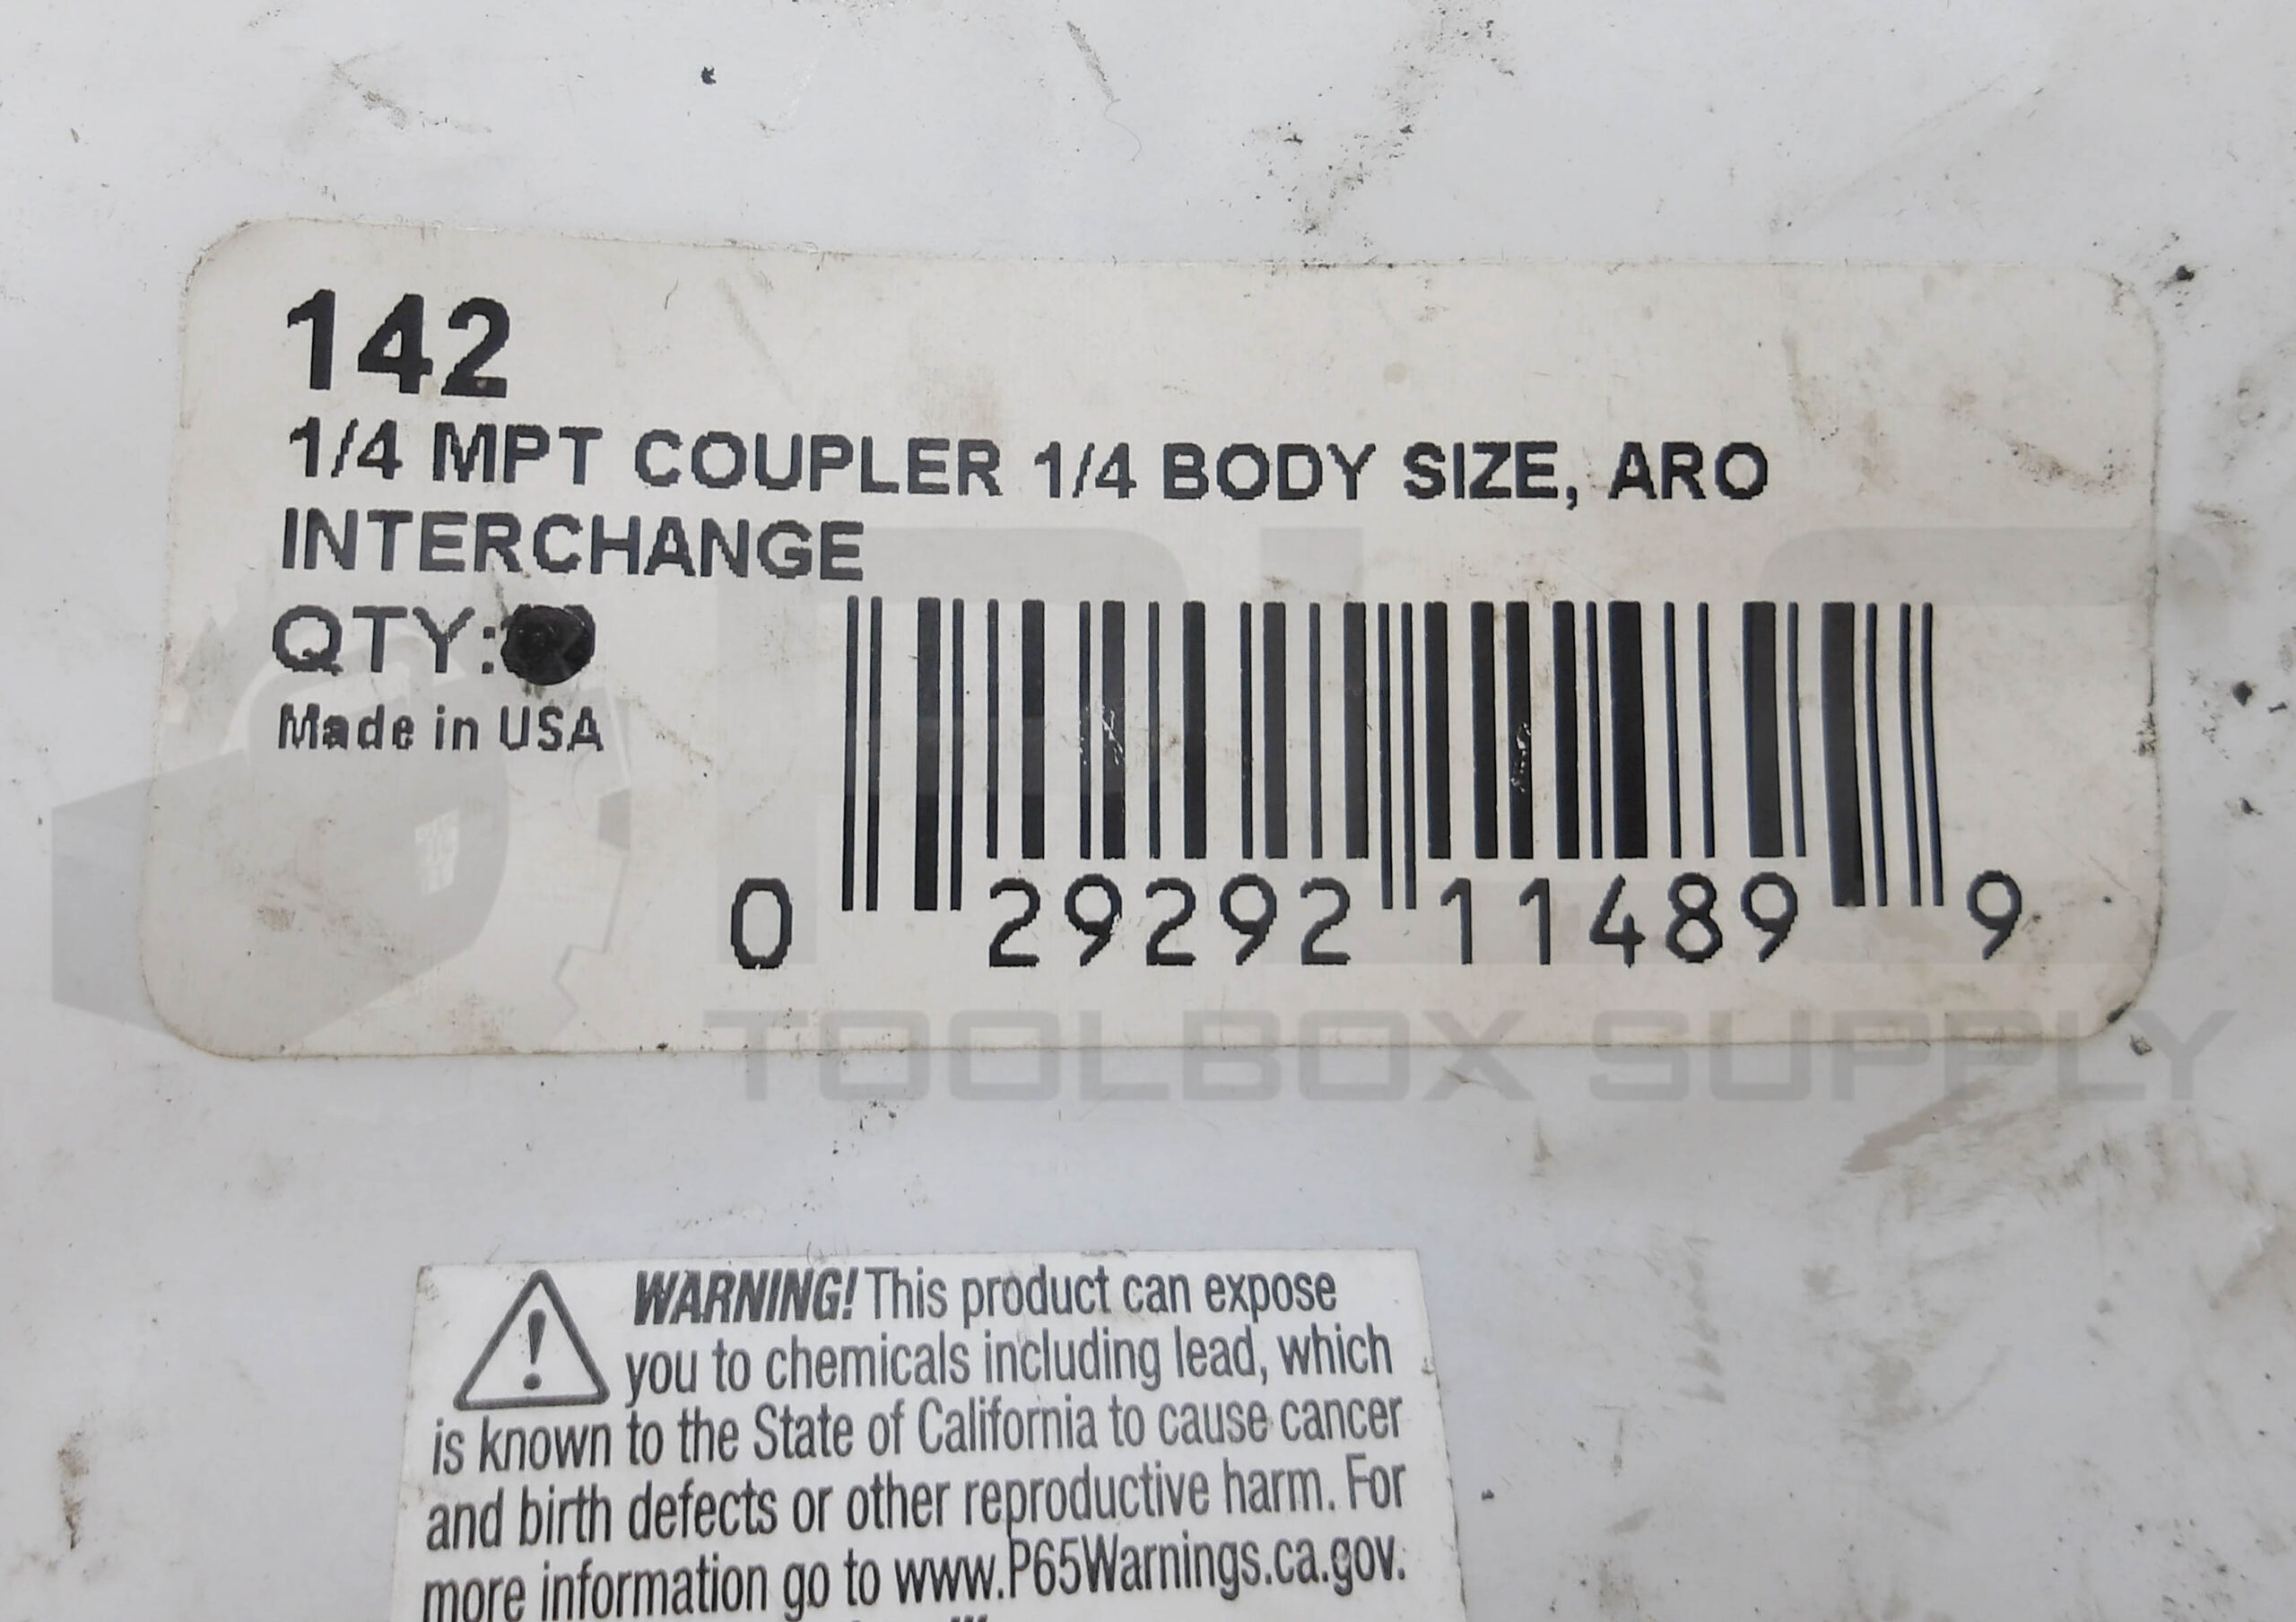 142
1/4 MPT COUPLER 1/4 BODY SIZE, ARO
INTERCHANGE
QTY:
Made in USA
0 29292 11489 9
TOOLBOX SUPPLY
WARNING! This product can expose
you to chemicals including lead, which
is known to the State of California to cause cancer
and birth defects or other reproductive harm. For
more information go to www.P65Warnings.ca.gov.